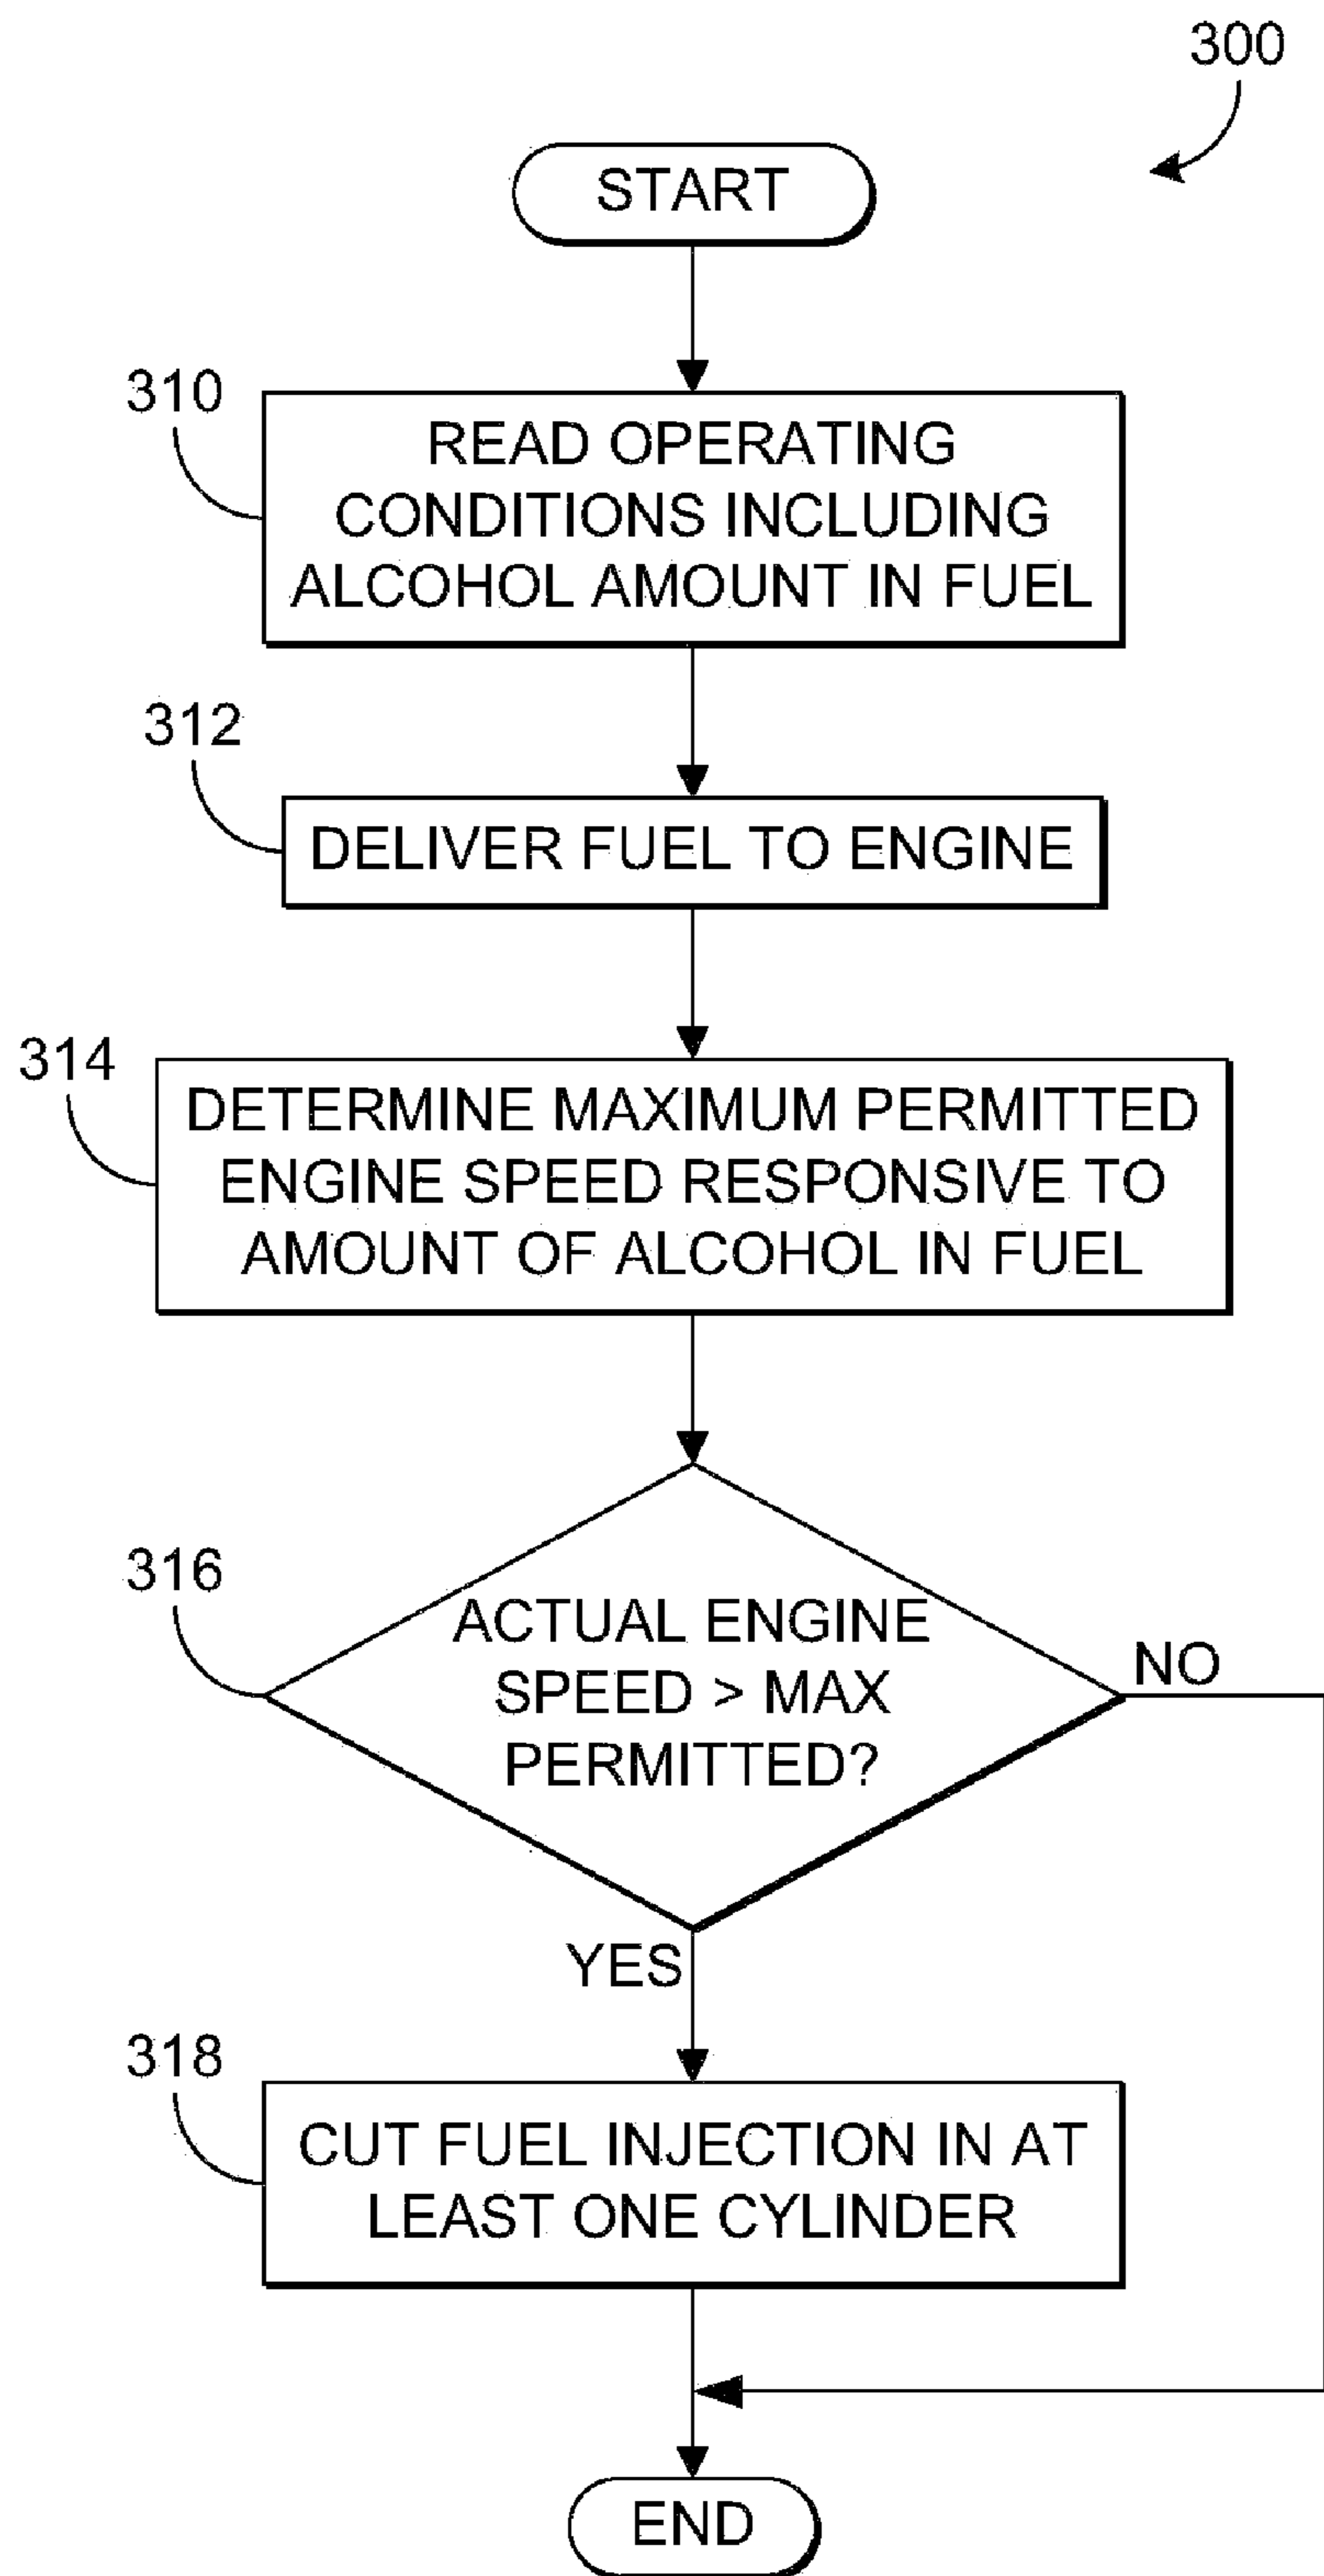 300
START
310
READ OPERATING
CONDITIONS INCLUDING
ALCOHOL AMOUNT IN FUEL
312
DELIVER FUEL TO ENGINE
314
DETERMINE MAXIMUM PERMITTED
ENGINE SPEED RESPONSIVE TO
AMOUNT OF ALCOHOL IN FUEL
316
ACTUAL ENGINE
SPEED > MAX
PERMITTED?
NO
YES
318
CUT FUEL INJECTION IN AT
LEAST ONE CYLINDER
END